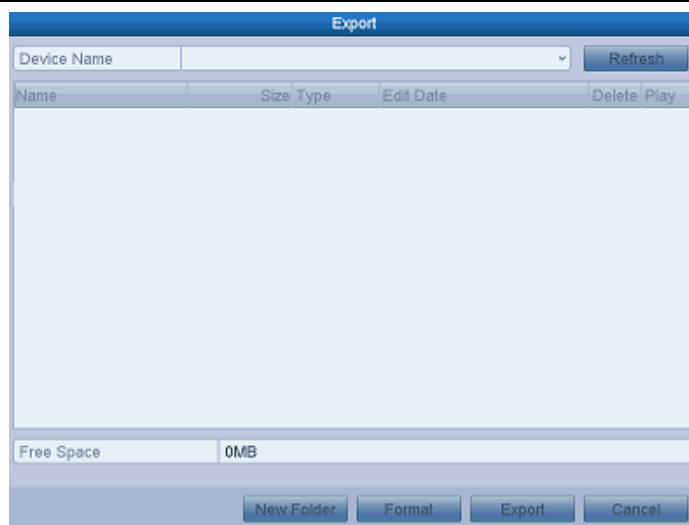 Export
Device Name Refresh
Name Size Type Edit Date Delete Play
Free Space 0MB
New Folder Format Export Cancel